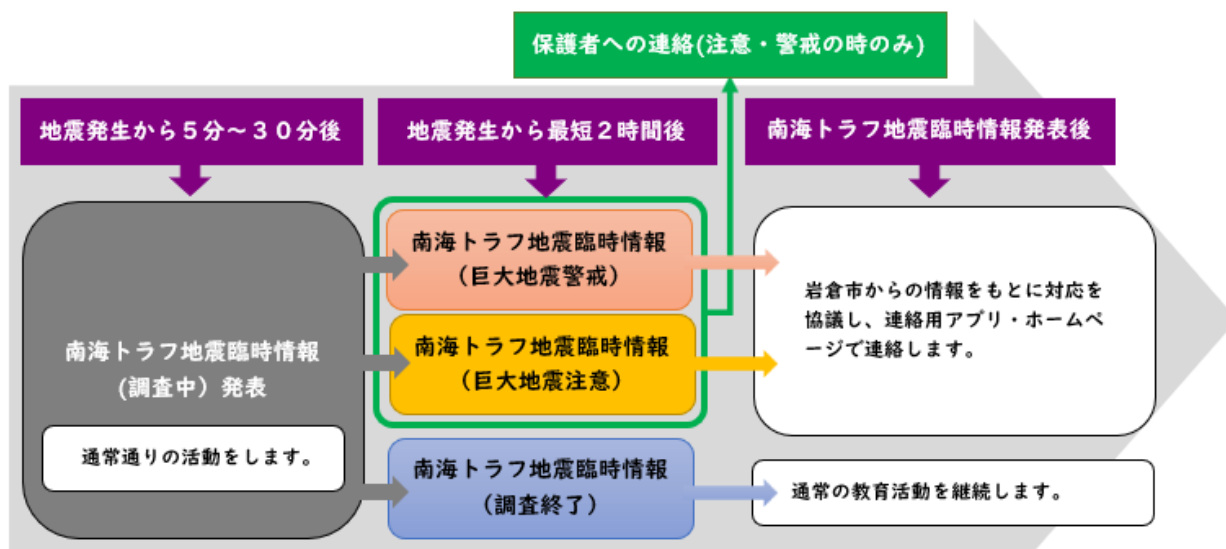 保護者への連絡(注意・警戒の時のみ)
地震発生から５分～３０分後
地震発生から最短２時間後
南海トラフ地震臨時情報発表後
南海トラフ地震臨時情報
(調査中）発表
通常通りの活動をします。
南海トラフ地震臨時情報
（巨大地震警戒）
南海トラフ地震臨時情報
（巨大地震注意）
南海トラフ地震臨時情報
（調査終了）
岩倉市からの情報をもとに対応を
協議し、連絡用アプリ・ホームペ
ージで連絡します。
通常の教育活動を継続します。